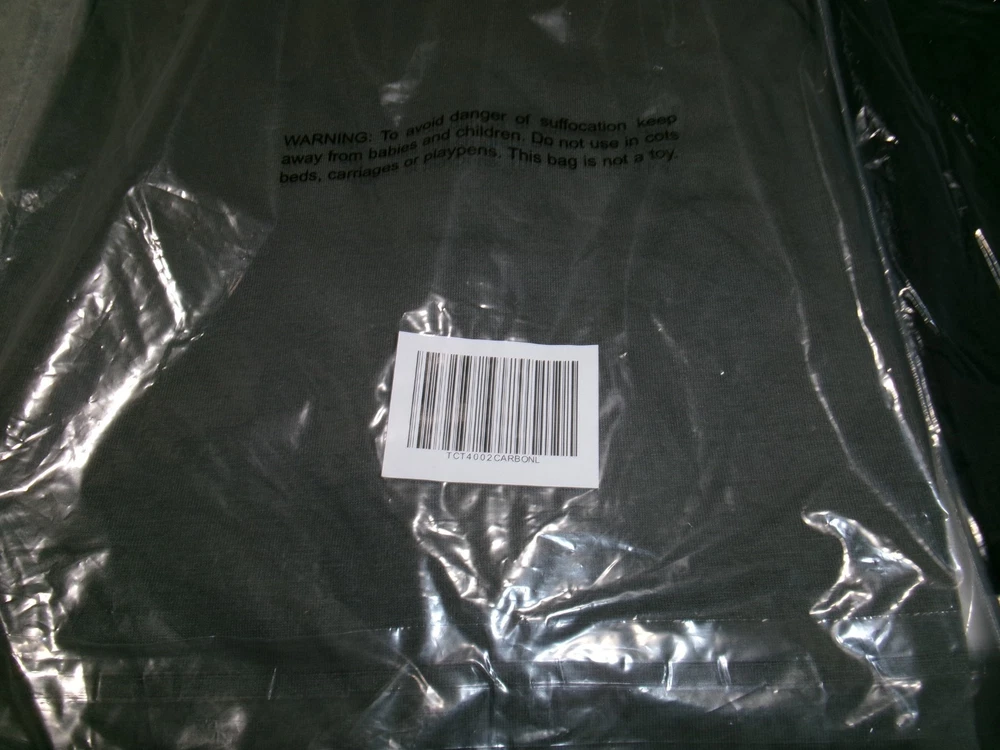 WARNING: To avoid danger of suffocation keep
away from babies and children. Do not use in cots
beds, carriages or playpens. This bag is not a toy.
TCT4002CARBONL